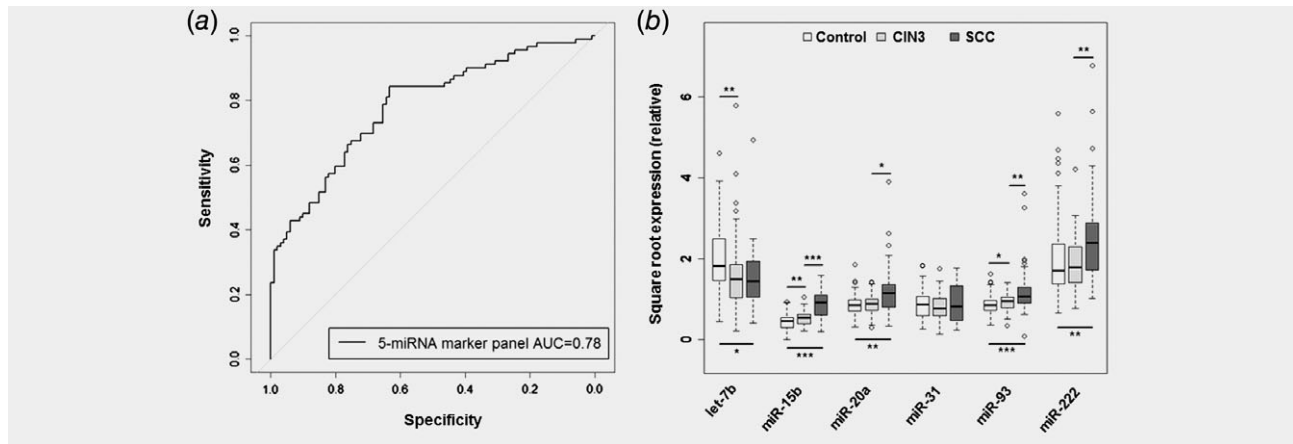 (a)
Sensitivity
1.0
0.8
0.6
0.4
0.2
0.0
5-miRNA marker panel AUC=0.78
1.0 0.8 0.6 0.4 0.2 0.0
Specificity
(b)
Control CIN3 SCC
Square root expression (relative)
6
4
2
0
**
*
**
***
***
*
**
*
**
***
**
**
let-7b miR-15b miR-20a miR-31 miR-93 miR-222